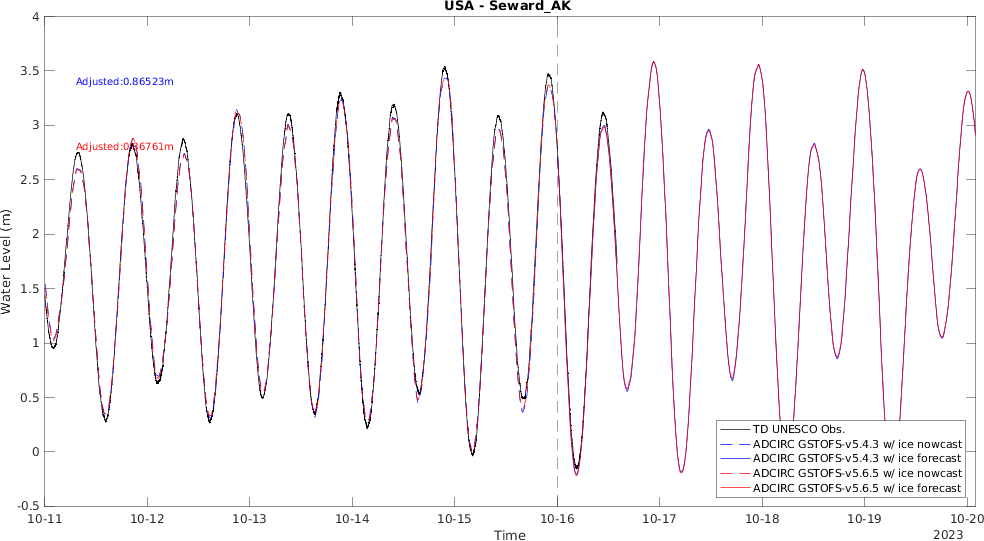 USA - Seward_AK
Adjusted:0.86523m
Adjusted:0.86761m
Water Level (m)
4
3.5
3
2.5
2
1.5
1
0.5
0
-0.5
10-11
10-12
10-13
10-14
10-15
10-16
10-17
10-18
10-19
10-20
Time
2023
TD UNESCO Obs.
ADCIRC GSTOFS-v5.4.3 w/ ice nowcast
ADCIRC GSTOFS-v5.4.3 w/ ice forecast
ADCIRC GSTOFS-v5.6.5 w/ ice nowcast
ADCIRC GSTOFS-v5.6.5 w/ ice forecast